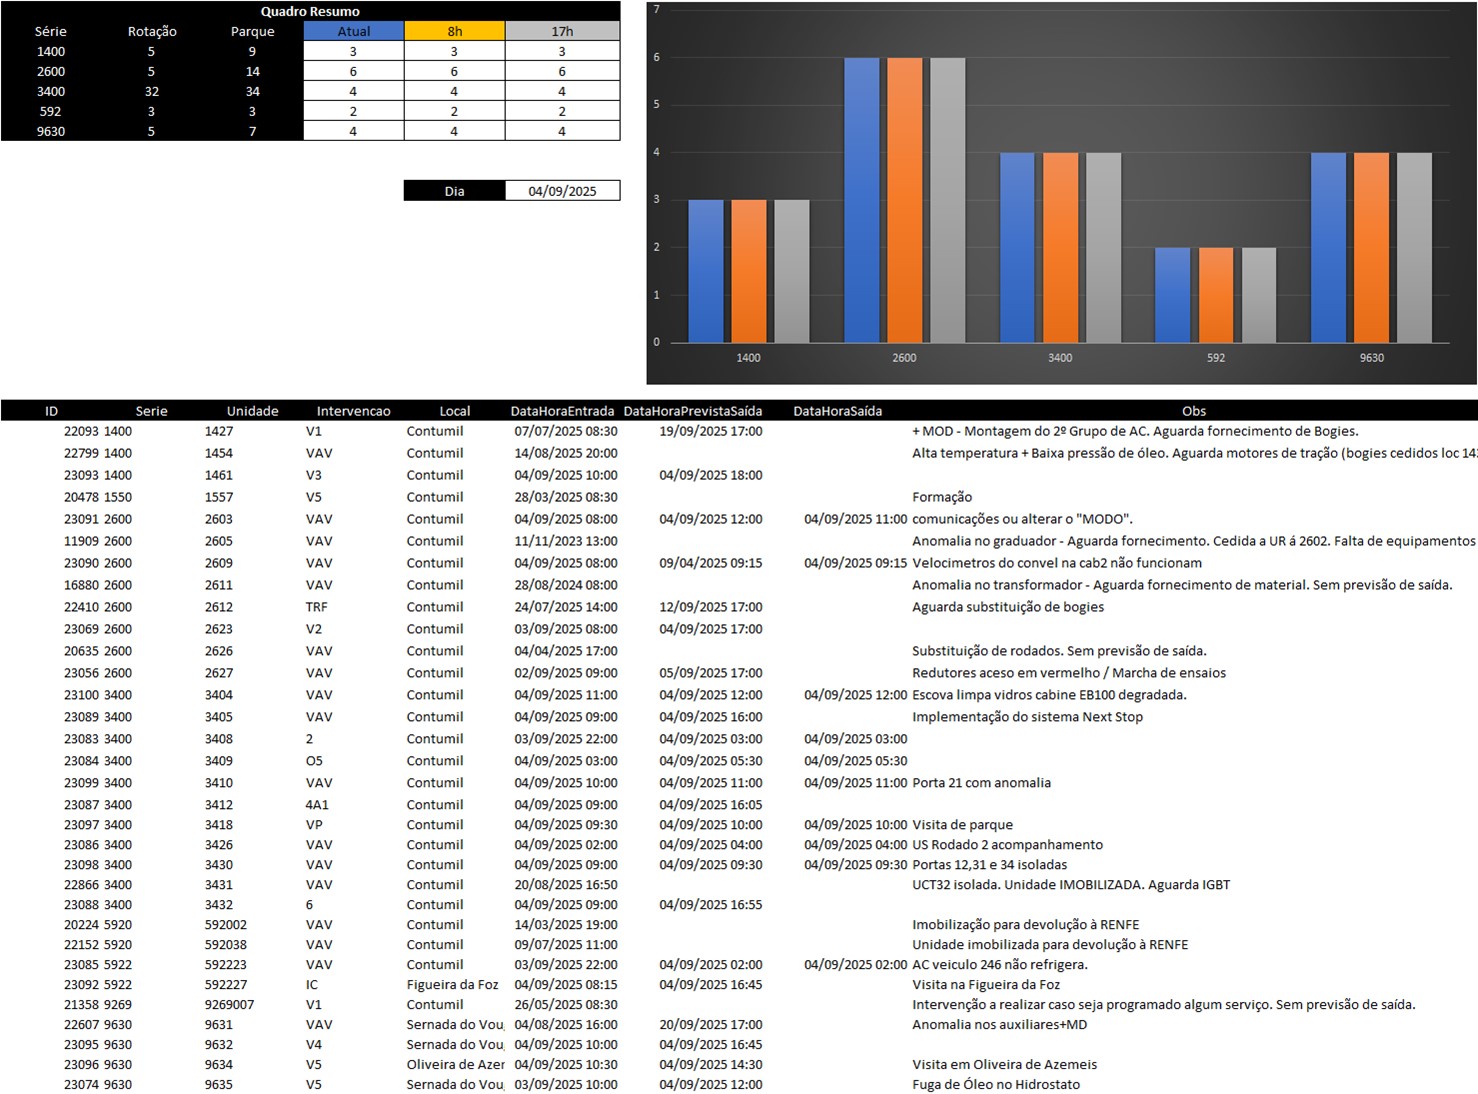 Quadro Resumo
Série Rotação Parque Atual 8h 17h
1400 5 9 3 3 3
2600 5 14 6 6 6
3400 32 34 4 4 4
592 3 3 2 2 2
9630 5 7 4 4 4
Dia 04/09/2025
7
6
5
4
3
2
1
0
1400 2600 3400 592 9630
ID Serie Unidade Intervencao Local DataHoraEntrada DataHoraPrevistaSaída DataHoraSaída Obs
22093 1400 1427 V1 Contumil 07/07/2025 08:30 19/09/2025 17:00 + MOD - Montagem do 2º Grupo de AC. Aguarda fornecimento de Bogies.
22799 1400 1454 VAV Contumil 14/08/2025 20:00 Alta temperatura + Baixa pressão de óleo. Aguarda motores de tração (bogies cedidos loc
23093 1400 1461 V3 Contumil 04/09/2025 10:00 04/09/2025 18:00
20478 1550 1557 V5 Contumil 28/03/2025 08:30 Formação
23091 2600 2603 VAV Contumil 04/09/2025 08:00 04/09/2025 12:00 04/09/2025 11:00 comunicações ou alterar o "MODO".
11909 2600 2605 VAV Contumil 11/11/2023 13:00 Anomalia no graduador - Aguarda fornecimento. Cedida a UR á 2602. Falta de equipamentos
23090 2600 2609 VAV Contumil 04/09/2025 08:00 09/04/2025 09:15 04/09/2025 09:15 Velocimetros do convel na cab2 não funcionam
16880 2600 2611 VAV Contumil 28/08/2024 08:00 Anomalia no transformador - Aguarda fornecimento de material. Sem previsão de saída.
22410 2600 2612 TRF Contumil 24/07/2025 14:00 12/09/2025 17:00 Aguarda substituição de bogies
23069 2600 2623 V2 Contumil 03/09/2025 08:00 04/09/2025 17:00
20635 2600 2626 VAV Contumil 04/04/2025 17:00 Substituição de rodados. Sem previsão de saída.
23056 2600 2627 VAV Contumil 02/09/2025 09:00 05/09/2025 17:00 Redutores aceso em vermelho / Marcha de ensaios
23100 3400 3404 VAV Contumil 04/09/2025 11:00 04/09/2025 12:00 04/09/2025 12:00 Escova limpa vidros cabine EB100 degradada.
23089 3400 3405 VAV Contumil 04/09/2025 09:00 04/09/2025 16:00 Implementação do sistema Next Stop
23083 3400 3408 2 Contumil 03/09/2025 22:00 04/09/2025 03:00 04/09/2025 03:00
23084 3400 3409 O5 Contumil 04/09/2025 03:00 04/09/2025 05:30 04/09/2025 05:30
23099 3400 3410 VAV Contumil 04/09/2025 10:00 04/09/2025 11:00 04/09/2025 11:00 Porta 21 com anomalia
23087 3400 3412 4A1 Contumil 04/09/2025 09:00 04/09/2025 16:05
23097 3400 3418 VP Contumil 04/09/2025 09:30 04/09/2025 10:00 04/09/2025 10:00 Visita de parque
23086 3400 3426 VAV Contumil 04/09/2025 02:00 04/09/2025 04:00 04/09/2025 04:00 US Rodado 2 acompanhamento
23098 3400 3430 VAV Contumil 04/09/2025 09:00 04/09/2025 09:30 04/09/2025 09:30 Portas 12,31 e 34 isoladas
22866 3400 3431 VAV Contumil 20/08/2025 16:50 UCT32 isolada. Unidade IMOBILIZADA. Aguarda IGBT
23088 3400 3432 6 Contumil 04/09/2025 09:00 04/09/2025 16:55
20224 5920 592002 VAV Contumil 14/03/2025 19:00 Imobilização para devolução à RENFE
22152 5920 592038 VAV Contumil 09/07/2025 11:00 Unidade imobilizada para devolução à RENFE
23085 5922 592223 VAV Contumil 03/09/2025 22:00 04/09/2025 02:00 04/09/2025 02:00 AC veiculo 246 não refrigera.
23092 5922 592227 IC Figueira da Foz 04/09/2025 08:15 04/09/2025 16:45 Visita na Figueira da Foz
21358 9269 9269007 V1 Contumil 26/05/2025 08:30 Intervenção a realizar caso seja programado algum serviço. Sem previsão de saída.
22607 9630 9631 VAV Sernada do Vou 04/08/2025 16:00 20/09/2025 17:00 Anomalia nos auxiliares+MD
23095 9630 9632 V4 Sernada do Vou 04/09/2025 10:00 04/09/2025 16:45
23096 9630 9634 V5 Oliveira de Azer 04/09/2025 10:30 04/09/2025 14:30 Visita em Oliveira de Azemeis
23074 9630 9635 V5 Sernada do Vou 03/09/2025 10:00 04/09/2025 12:00 Fuga de Óleo no Hidrostato